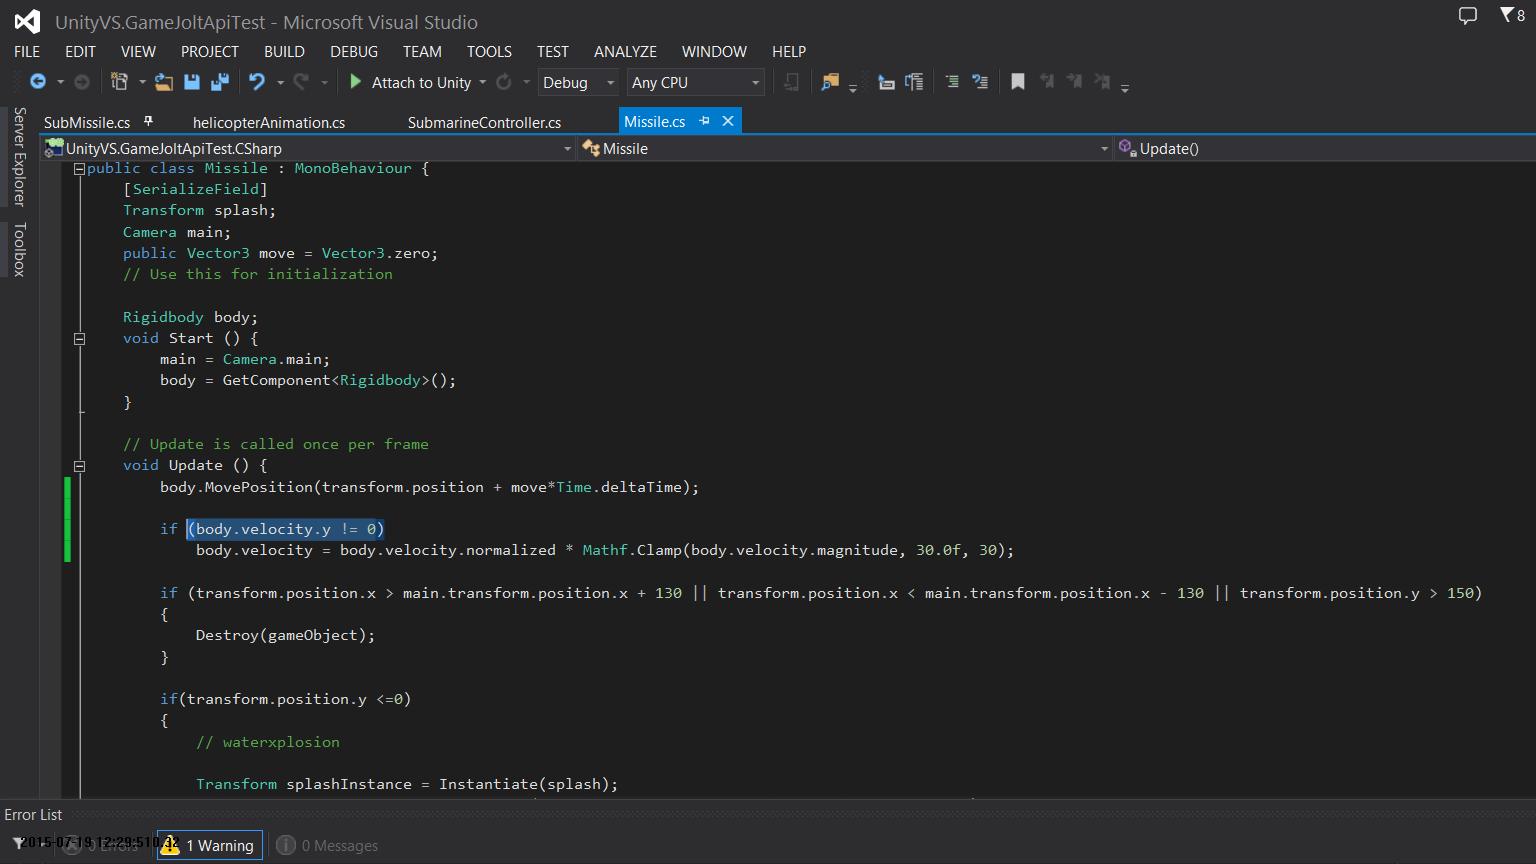 UnityVS.GameJoltApiTest - Microsoft Visual Studio
8
FILE EDIT VIEW PROJECT BUILD DEBUG TEAM TOOLS TEST ANALYZE WINDOW HELP
Attach to Unity Debug Any CPU
Server Explorer
Toolbox
SubMissile.cs helicopterAnimation.cs SubmarineController.cs Missile.cs
UnityVS.GameJoltApiTest.CSharp Missile Update()
public class Missile : MonoBehaviour {
[SerializeField]
Transform splash;
Camera main;
public Vector3 move = Vector3.zero;
// Use this for initialization
Rigidbody body;
void Start () {
main = Camera.main;
body = GetComponent<Rigidbody>();
}
// Update is called once per frame
void Update () {
body.MovePosition(transform.position + move*Time.deltaTime);
if (body.velocity.y != 0)
body.velocity = body.velocity.normalized * Mathf.Clamp(body.velocity.magnitude, 30.0f, 30);
if (transform.position.x > main.transform.position.x + 130 || transform.position.x < main.transform.position.x - 130 || transform.position.y > 150)
{
Destroy(gameObject);
}
if(transform.position.y <=0)
{
// waterxplosion
Transform splashInstance = Instantiate(splash);
Error List
0 Errors 1 Warning 0 Messages